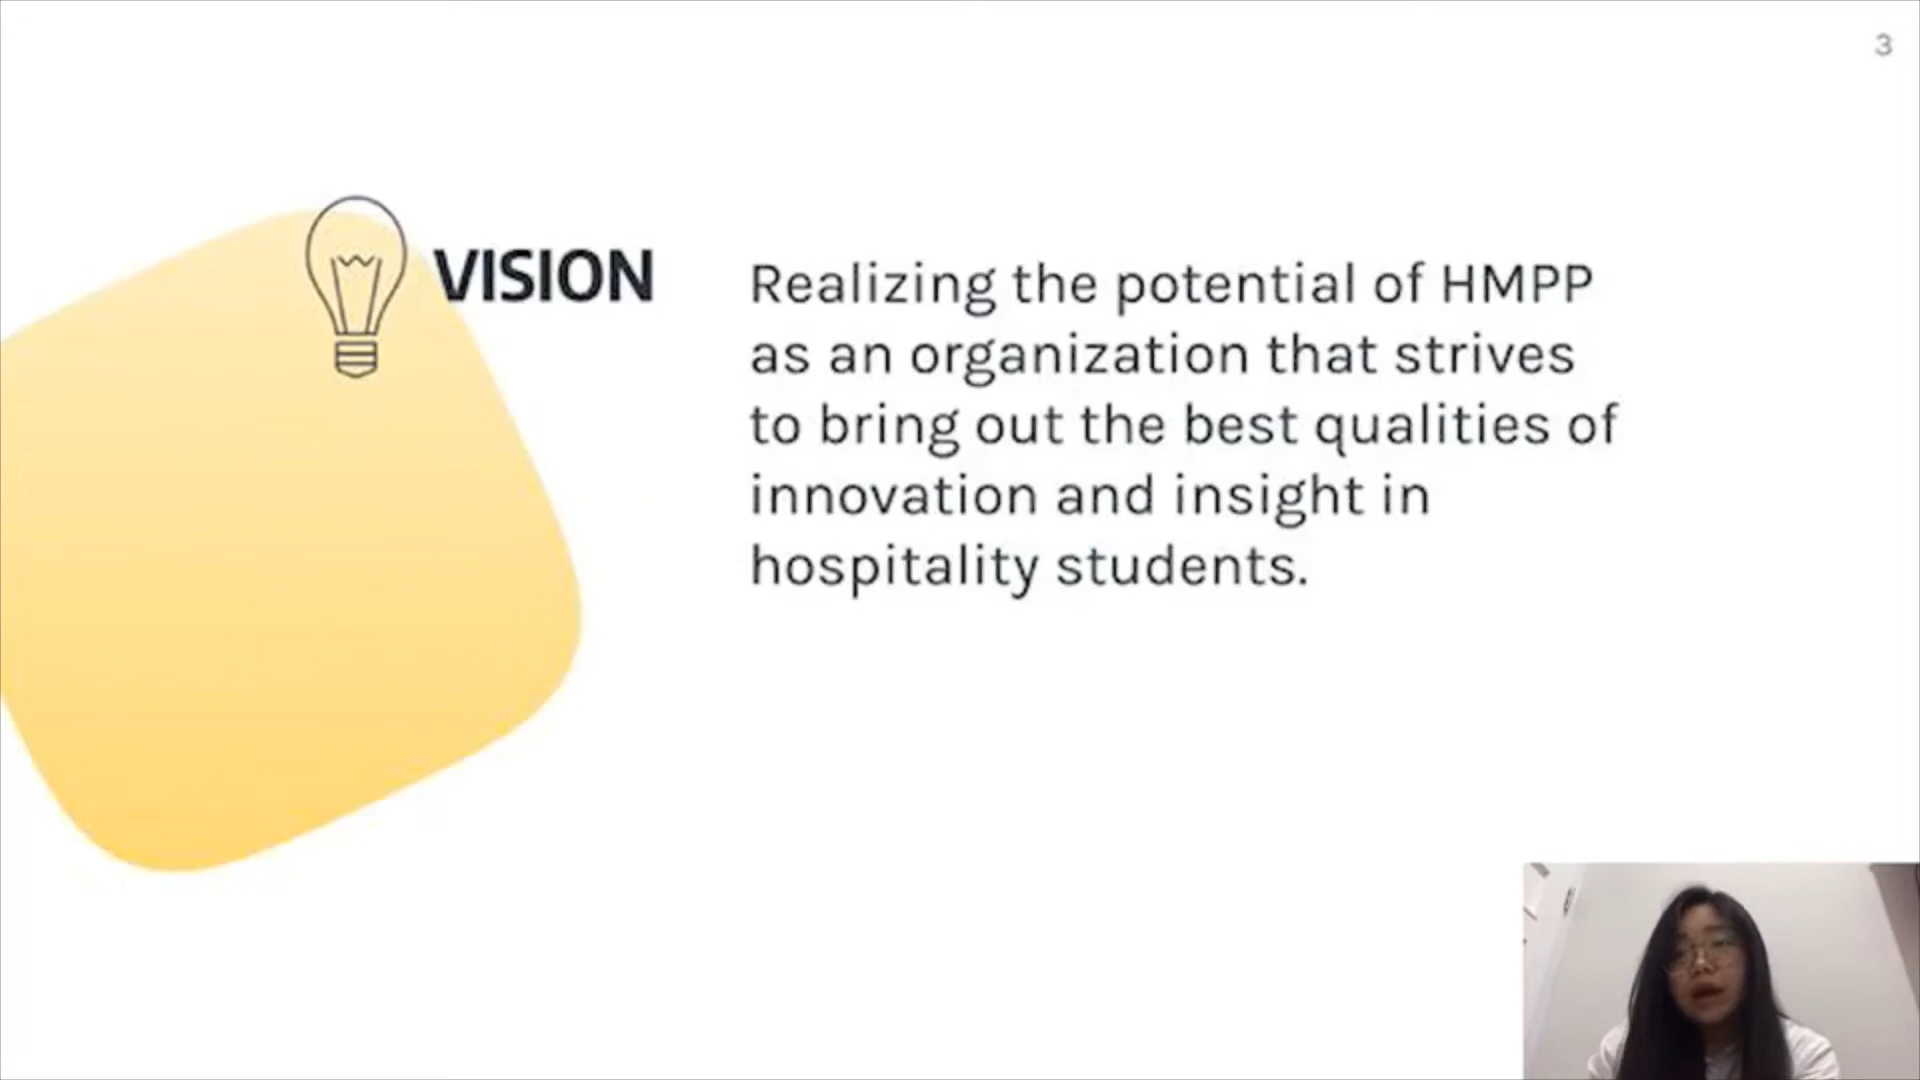 3
VISION
Realizing the potential of HMPP
as an organization that strives
to bring out the best qualities of
innovation and insight in
hospitality students.